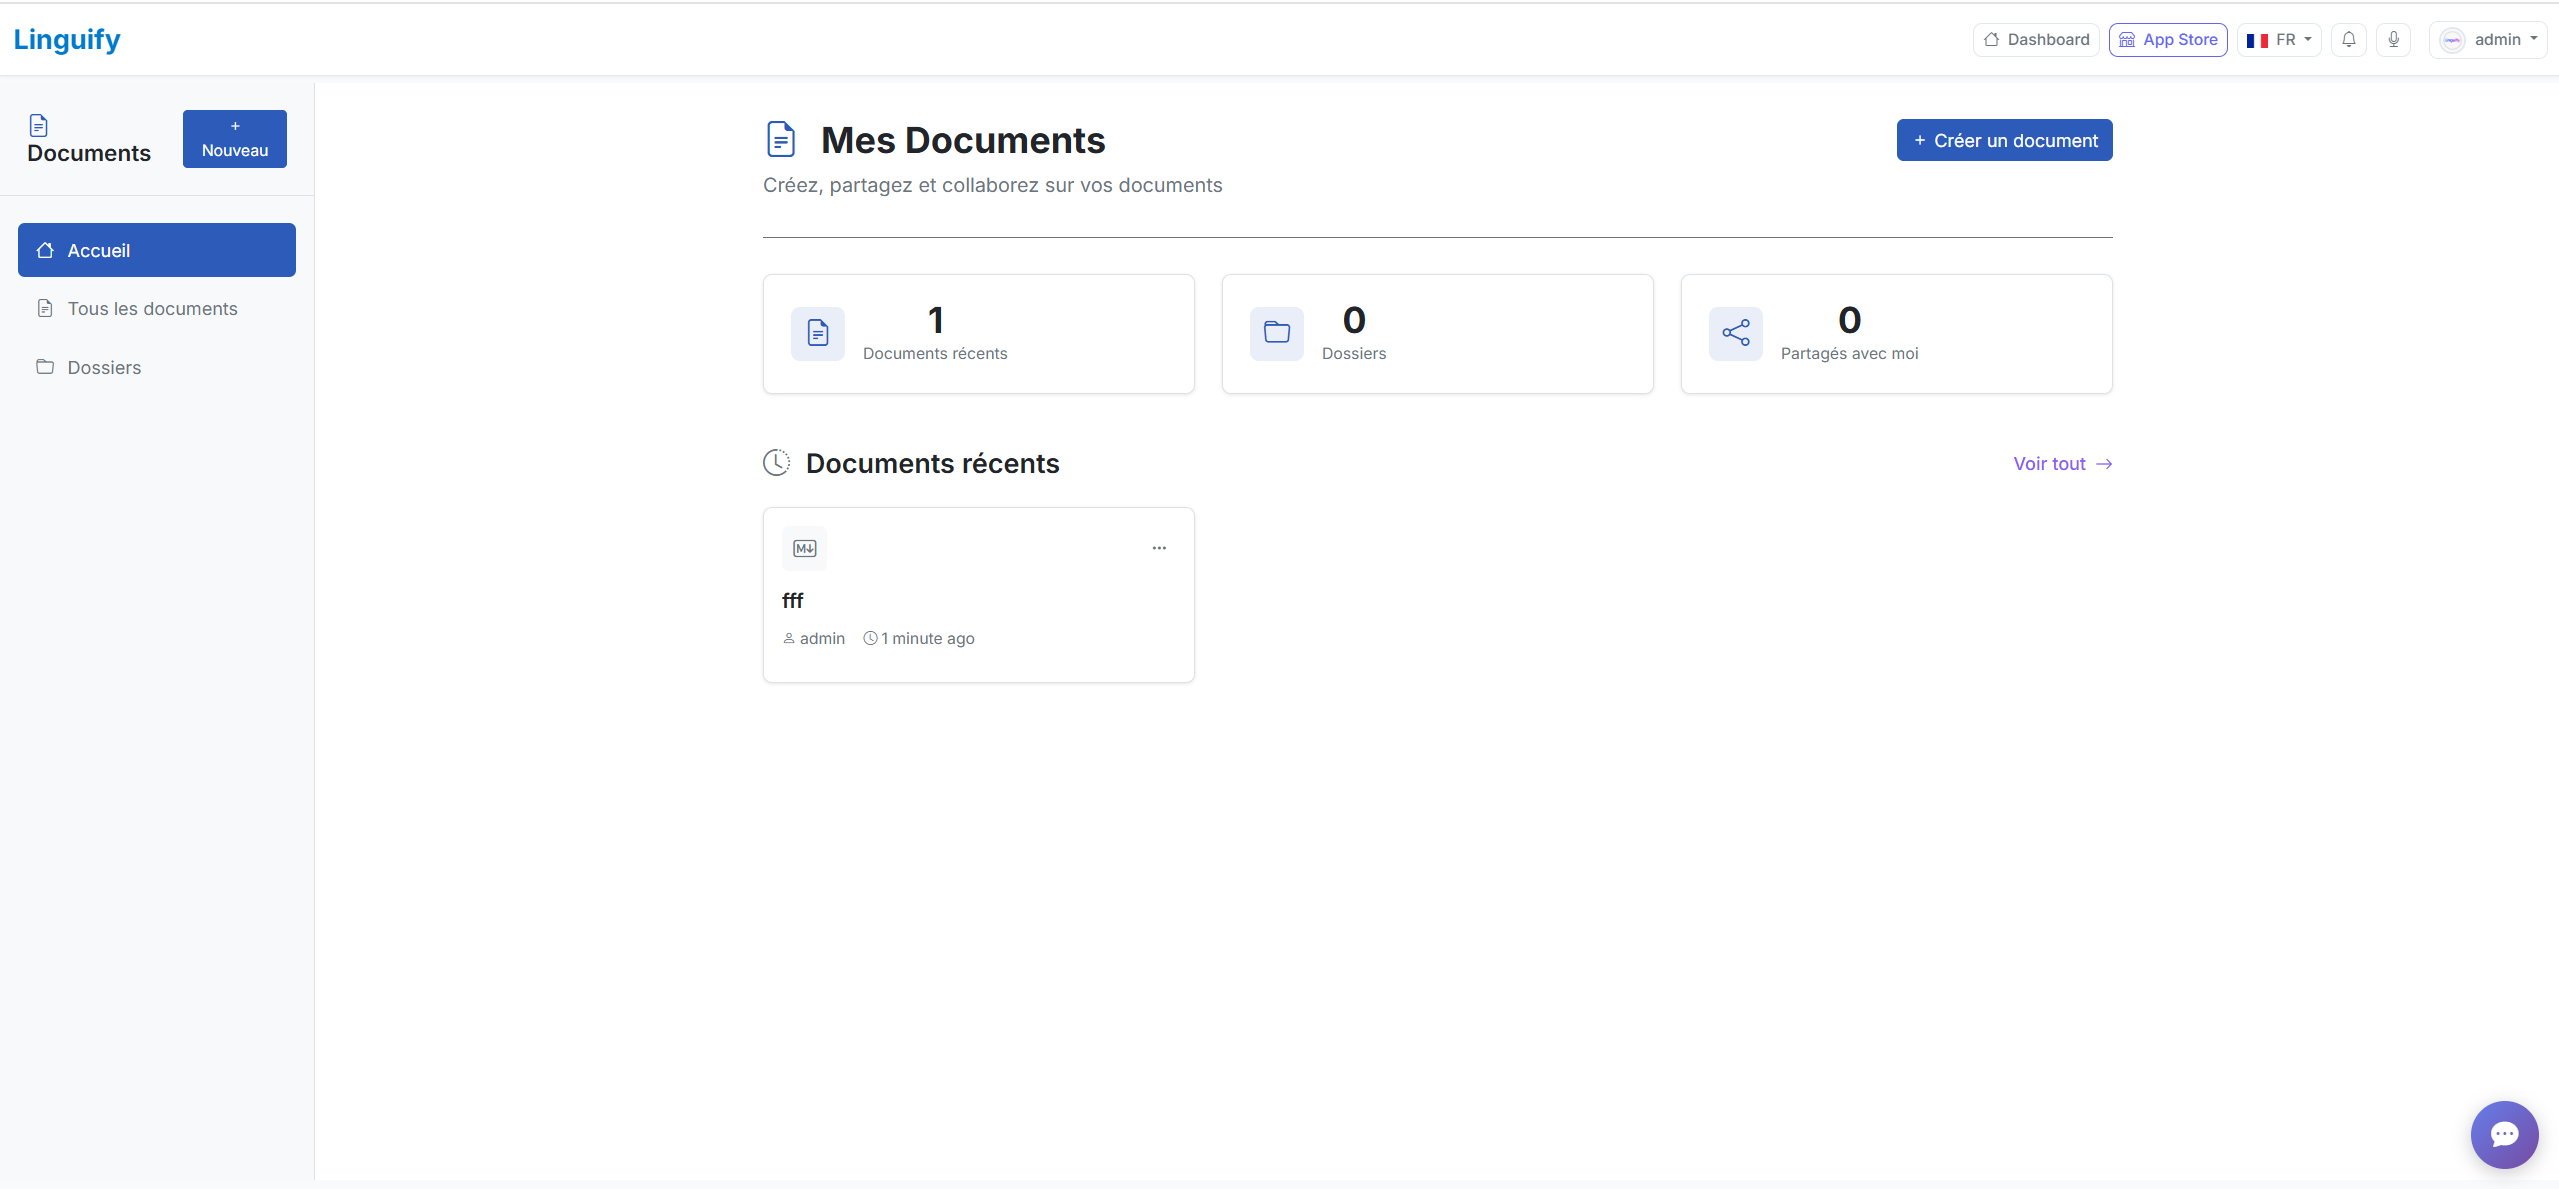 Linguify
Dashboard
App Store
FR
admin
Documents
+ Nouveau
Accueil
Tous les documents
Dossiers
Mes Documents
+ Créer un document
Créez, partagez et collaborez sur vos documents
1
Documents récents
0
Dossiers
0
Partagés avec moi
Documents récents
Voir tout →
M↓
fff
admin 1 minute ago